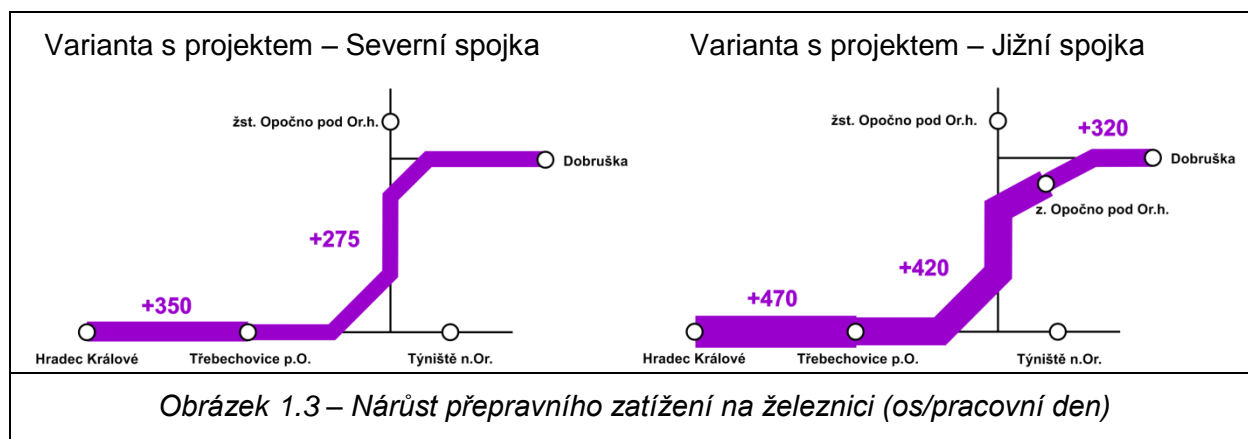 Varianta s projektem – Severní spojka
žst. Opočno pod Or.h.
Dobruška
+275
+350
Hradec Králové
Třebechovice p.O.
Týniště n.Or.
Varianta s projektem – Jižní spojka
žst. Opočno pod Or.h.
+320
Dobruška
z. Opočno pod Or.h.
+420
+470
Hradec Králové
Třebechovice p.O.
Týniště n.Or.
Obrázek 1.3 – Nárůst přepravního zatížení na železnici (os/pracovní den)